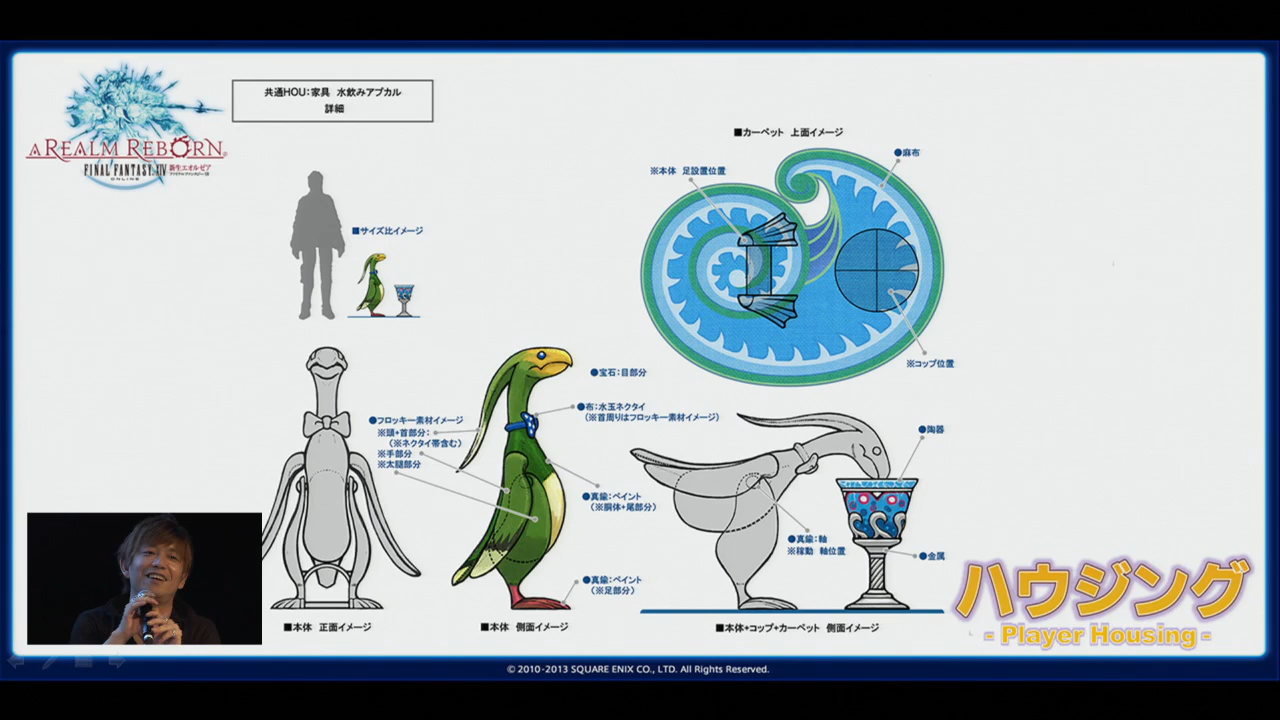 A REALM REBORN
FINAL FANTASY XIV 新生エオルゼア
ONLINE
共通HOU:家具 水飲みアプカル
詳細
■サイズ比イメージ
■カーペット 上面イメージ
※本体 足設置位置
●麻布
※コップ位置
●フロッキー素材イメージ
※頭+首部分:
(※ネクタイ帯含む)
※手部分
※太腿部分
■本体 正面イメージ
●宝石:目部分
●布:水玉ネクタイ
(※首周りはフロッキー素材イメージ)
●真鍮:ペイント
(※胴体+尾部分)
●真鍮:ペイント
(※足部分)
■本体 側面イメージ
●陶器
●真鍮:軸
※稼動 軸位置
●金属
■本体+コップ+カーペット 側面イメージ
ハウジング
- Player Housing -
© 2010-2013 SQUARE ENIX CO., LTD. All Rights Reserved.